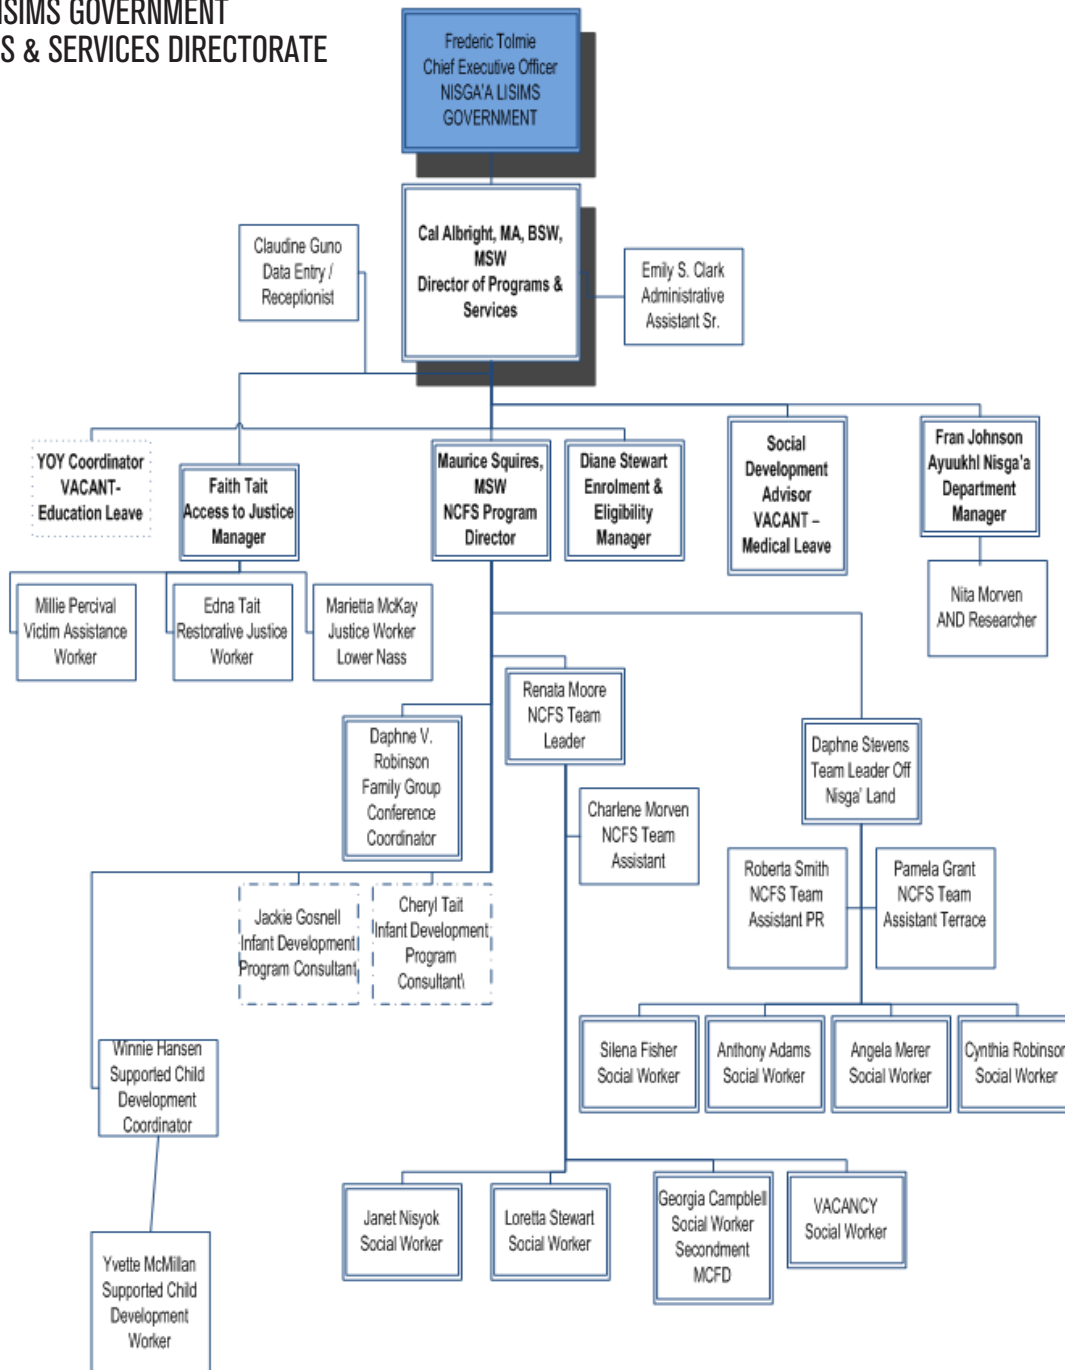 LISIMS GOVERNMENT
S & SERVICES DIRECTORATE
Frederic Tolmie
Chief Executive Officer
NISGA'A LISIMS
GOVERNMENT
Cal Albright, MA, BSW,
MSW
Director of Programs &
Services
Claudine Guno
Data Entry /
Receptionist
Emily S. Clark
Administrative
Assistant Sr.
YOY Coordinator
VACANT-
Education Leave
Faith Tait
Access to Justice
Manager
Maurice Squires,
MSW
NCFS Program
Director
Diane Stewart
Enrolment &
Eligibility
Manager
Social
Development
Advisor
VACANT –
Medical Leave
Fran Johnson
Ayuukhl Nisga'a
Department
Manager
Millie Percival
Victim Assistance
Worker
Edna Tait
Restorative Justice
Worker
Marietta McKay
Justice Worker
Lower Nass
Nita Morven
AND Researcher
Renata Moore
NCFS Team
Leader
Daphne V.
Robinson
Family Group
Conference
Coordinator
Daphne Stevens
Team Leader Off
Nisga' Land
Charlene Morven
NCFS Team
Assistant
Roberta Smith
NCFS Team
Assistant PR
Pamela Grant
NCFS Team
Assistant Terrace
Jackie Gosnell
Infant Development
Program Consultant
Cheryl Tait
Infant Development
Program
Consultant\
Silena Fisher
Social Worker
Anthony Adams
Social Worker
Angela Merer
Social Worker
Cynthia Robinson
Social Worker
Winnie Hansen
Supported Child
Development
Coordinator
Janet Nisyok
Social Worker
Loretta Stewart
Social Worker
Georgia Campblell
Social Worker
Secondment
MCFD
VACANCY
Social Worker
Yvette McMillan
Supported Child
Development
Worker